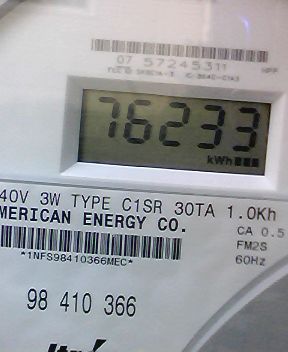 07 57245311
HPP
76233
kWh
40V 3W TYPE C1SR 30TA 1.0Kh
MERICAN ENERGY CO.
CA 0.5
FM2S
60Hz
*1NFS98410366MEC*
98 410 366